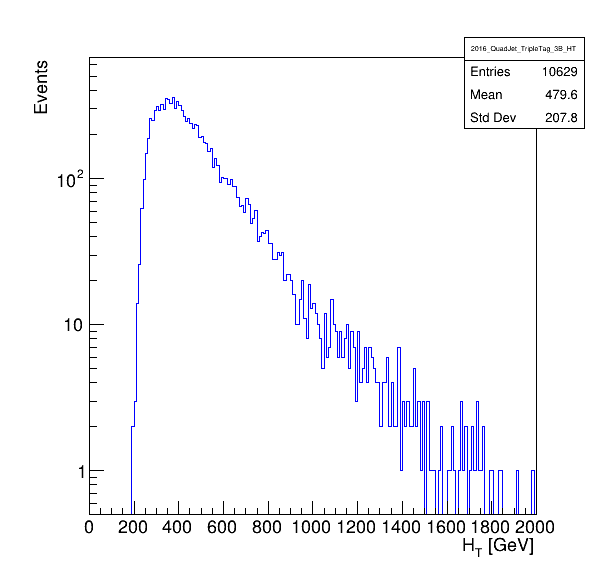 2016_QuadJet_TripleTag_3B_HT
Entries 10629
Mean 479.6
Std Dev 207.8
Events
10²
10
1
0 200 400 600 800 1000 1200 1400 1600 1800 2000
H_T [GeV]